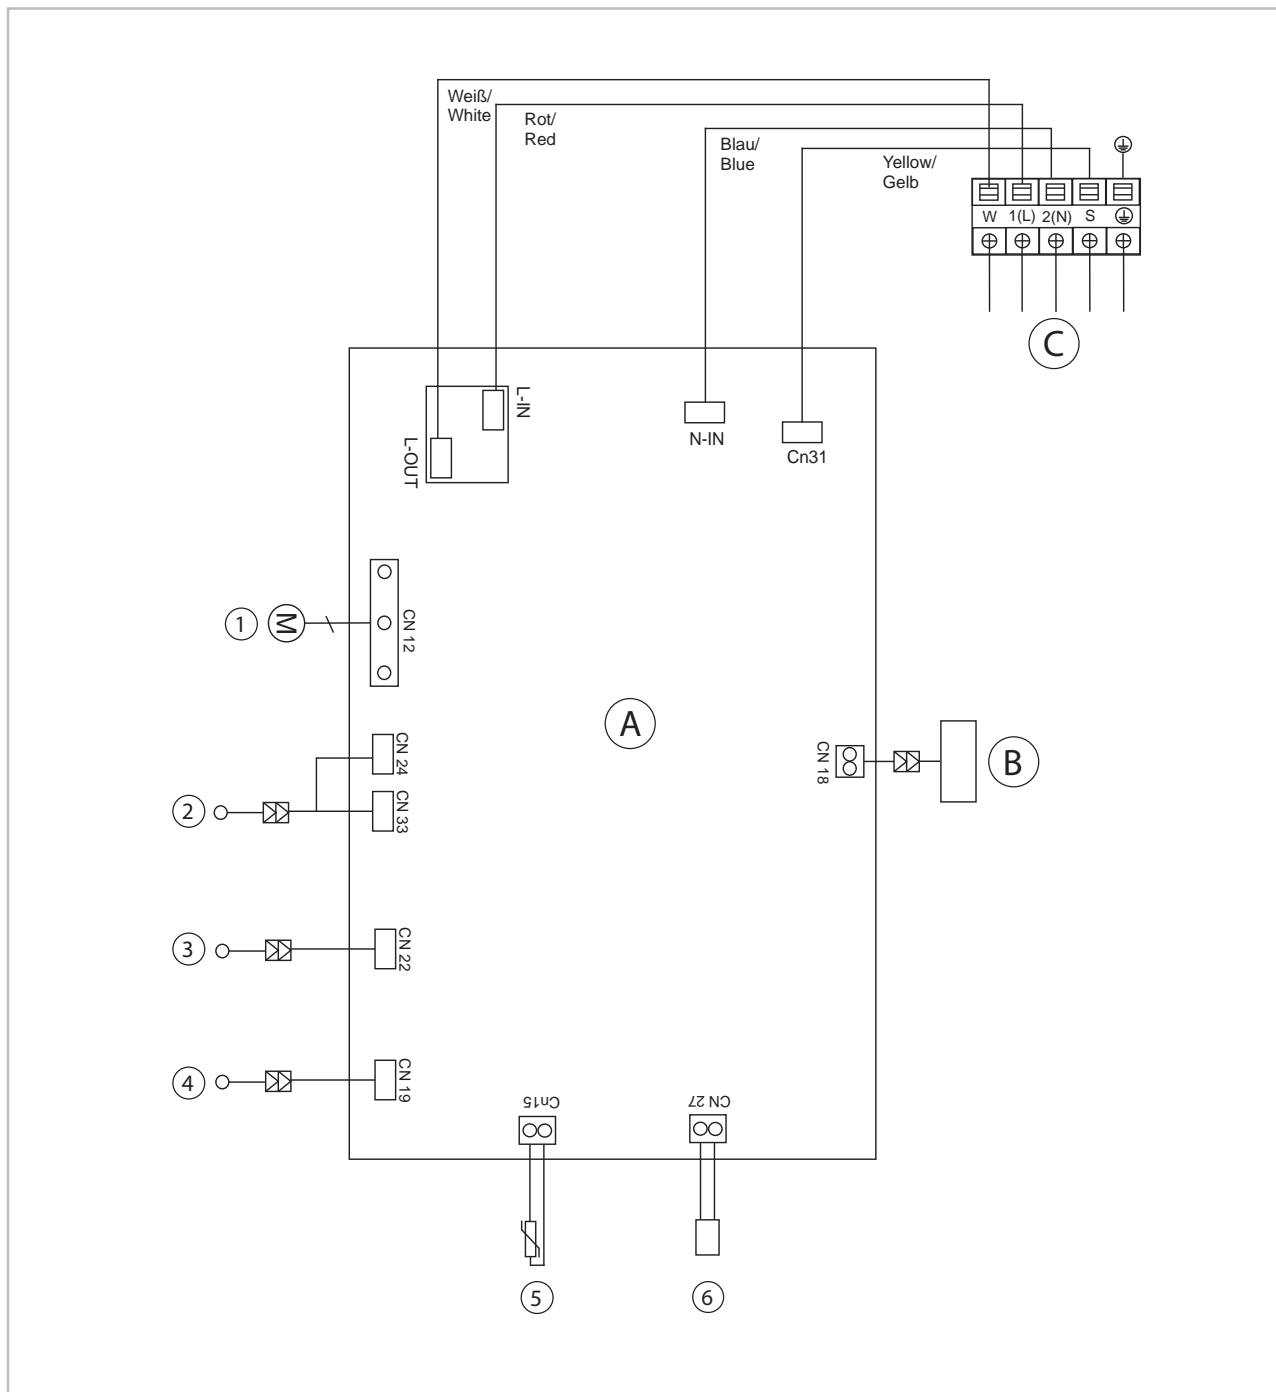 Weiß/
White
Rot/
Red
Blau/
Blue
Yellow/
Gelb
W 1(L) 2(N) S
C
L-IN
L-OUT
N-IN
Cn31
1
M
CN 12
A
CN 24
CN 18
B
2
CN 33
3
CN 22
4
CN 19
Cn15
CN 27
5
6